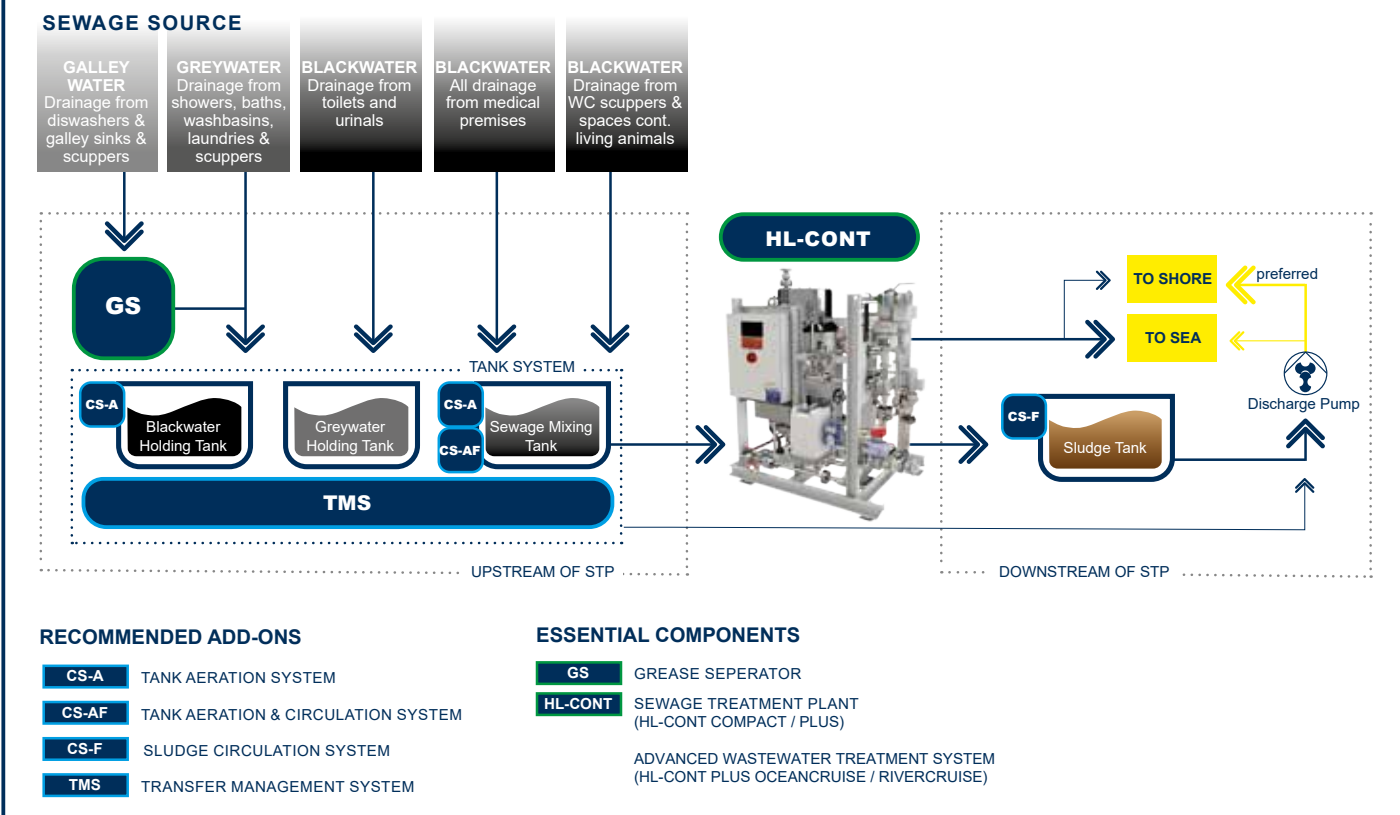 SEWAGE SOURCE
GALLEY
WATER
Drainage from
diswashers &
galley sinks &
scuppers
GREYWATER
Drainage from
showers, baths,
washbasins,
laundries &
scuppers
BLACKWATER
Drainage from
toilets and
urinals
BLACKWATER
All drainage
from medical
premises
BLACKWATER
Drainage from
WC scuppers &
spaces cont.
living animals
GS
HL-CONT
TO SHORE
preferred
TO SEA
Discharge Pump
TANK SYSTEM
CS-A
Blackwater
Holding Tank
Greywater
Holding Tank
CS-A
CS-AF
Sewage Mixing
Tank
CS-F
Sludge Tank
TMS
UPSTREAM OF STP
DOWNSTREAM OF STP
RECOMMENDED ADD-ONS
CS-A TANK AERATION SYSTEM
CS-AF TANK AERATION & CIRCULATION SYSTEM
CS-F SLUDGE CIRCULATION SYSTEM
TMS TRANSFER MANAGEMENT SYSTEM
ESSENTIAL COMPONENTS
GS GREASE SEPERATOR
HL-CONT SEWAGE TREATMENT PLANT
(HL-CONT COMPACT / PLUS)
ADVANCED WASTEWATER TREATMENT SYSTEM
(HL-CONT PLUS OCEANCRUISE / RIVERCRUISE)